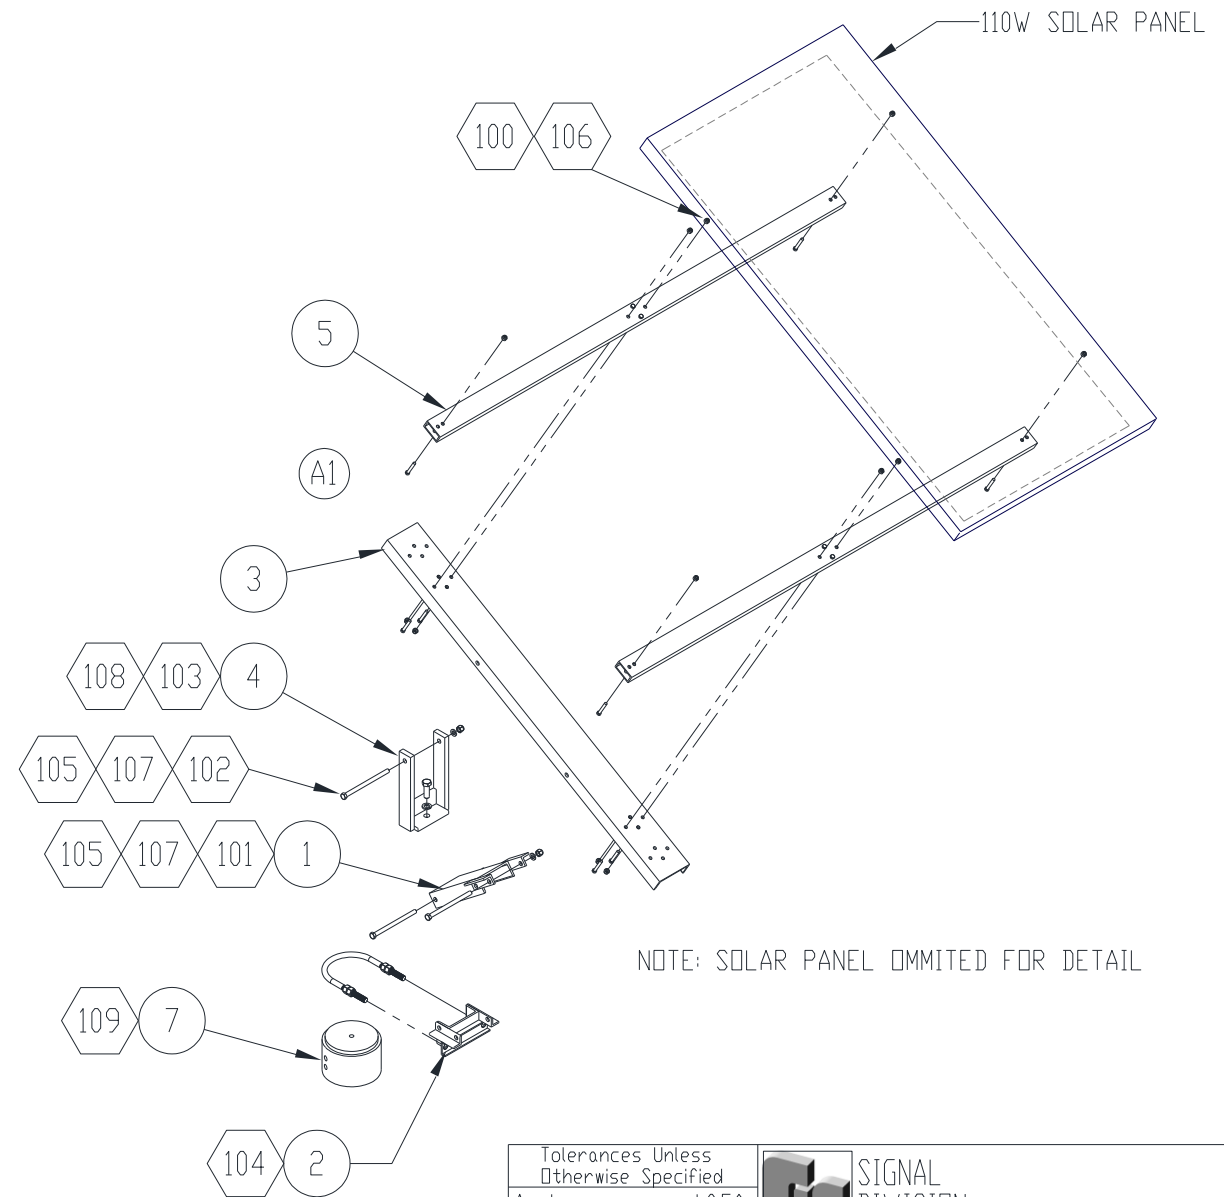 110W SOLAR PANEL
100 106
5
A1
3
108 103 4
105 107 102
105 107 101 1
NOTE: SOLAR PANEL OMMITED FOR DETAIL
109 7
104 2
Tolerances Unless
Otherwise Specified
SIGNAL
DIVISION